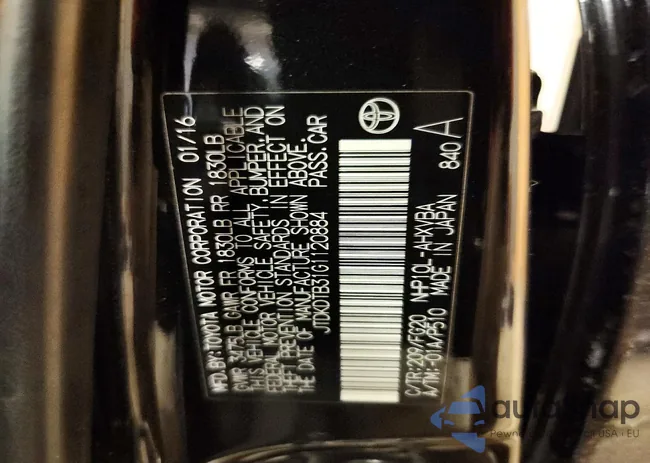 MFD. BY: TOYOTA MOTOR CORPORATION 01/16
GVWR 3475LB GAWR FR 1830LB RR 1830LB
THIS VEHICLE CONFORMS TO ALL APPLICABLE
FEDERAL MOTOR VEHICLE SAFETY, BUMPER, AND
THEFT PREVENTION STANDARDS IN EFFECT ON
THE DATE OF MANUFACTURE SHOWN ABOVE.
JTDKDTB31G1120884 PASS. CAR
C/TR:209/FG20 NHP10L-AHXVBA
A/TM:-01A/P510 MADE IN JAPAN 840 A